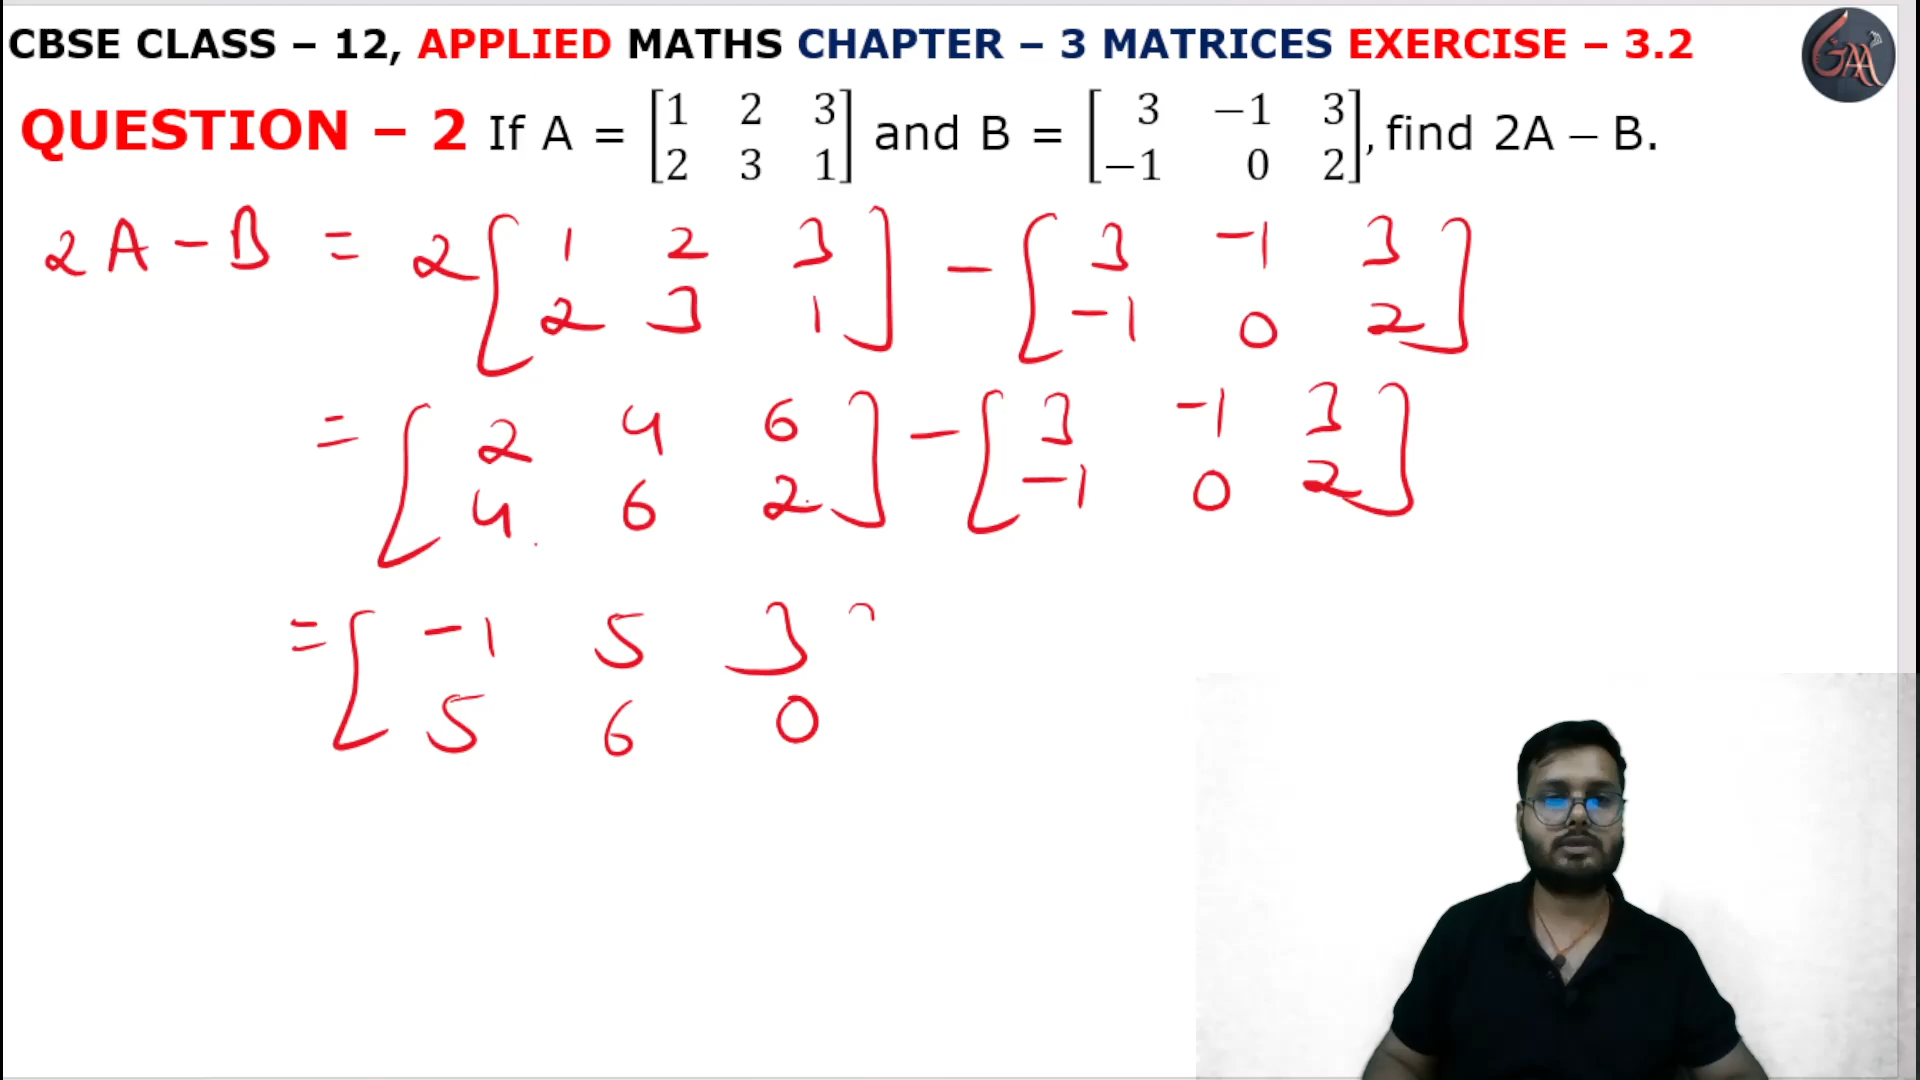 CBSE CLASS – 12, APPLIED MATHS CHAPTER – 3 MATRICES EXERCISE – 3.2
GAA
QUESTION – 2 If A = [1 2 3; 2 3 1] and B = [3 −1 3; −1 0 2], find 2A – B.
2A - B = 2[1 2 3; 2 3 1] - [3 -1 3; -1 0 2]
= [2 4 6; 4 6 2] - [3 -1 3; -1 0 2]
= [-1 5 3; 5 6 0